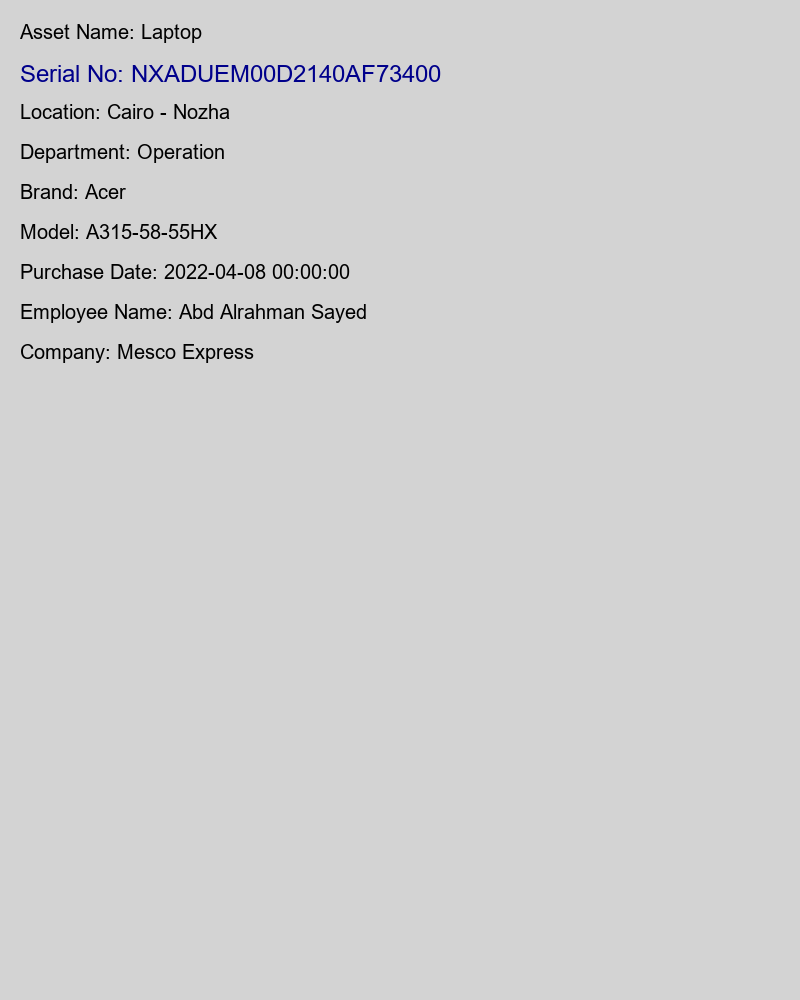 Asset Name: Laptop
Serial No: NXADUEM00D2140AF73400
Location: Cairo - Nozha
Department: Operation
Brand: Acer
Model: A315-58-55HX
Purchase Date: 2022-04-08 00:00:00
Employee Name: Abd Alrahman Sayed
Company: Mesco Express